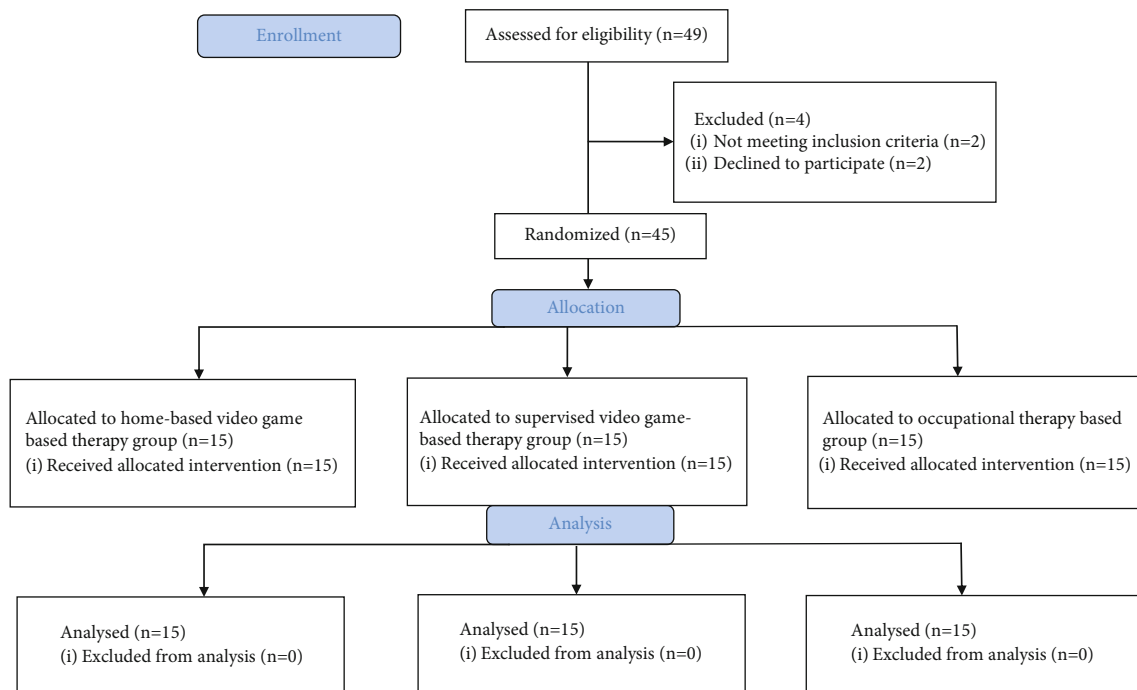 Enrollment
Assessed for eligibility (n=49)
Excluded (n=4)
(i) Not meeting inclusion criteria (n=2)
(ii) Declined to participate (n=2)
Randomized (n=45)
Allocation
Allocated to home-based video game
based therapy group (n=15)
(i) Received allocated intervention (n=15)
Allocated to supervised video game-
based therapy group (n=15)
(i) Received allocated intervention (n=15)
Allocated to occupational therapy based
group (n=15)
(i) Received allocated intervention (n=15)
Analysis
Analysed (n=15)
(i) Excluded from analysis (n=0)
Analysed (n=15)
(i) Excluded from analysis (n=0)
Analysed (n=15)
(i) Excluded from analysis (n=0)